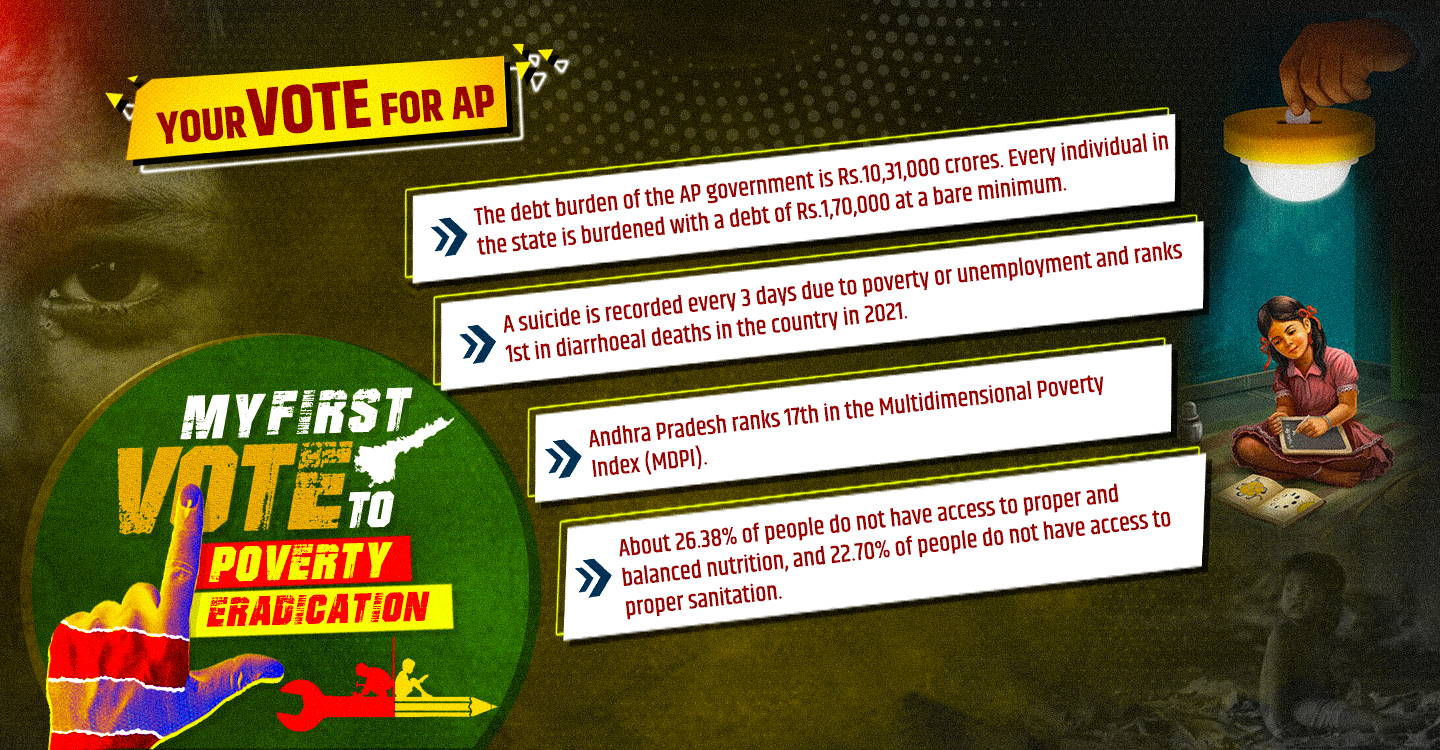 YOUR VOTE FOR AP
The debt burden of the AP government is Rs.10,31,000 crores. Every individual in
the state is burdened with a debt of Rs.1,70,000 at a bare minimum.
A suicide is recorded every 3 days due to poverty or unemployment and ranks
1st in diarrhoeal deaths in the country in 2021.
Andhra Pradesh ranks 17th in the Multidimensional Poverty
Index (MDPI).
About 26.38% of people do not have access to proper and
balanced nutrition, and 22.70% of people do not have access to
proper sanitation.
MY FIRST
VOTE
TO
POVERTY
ERADICATION